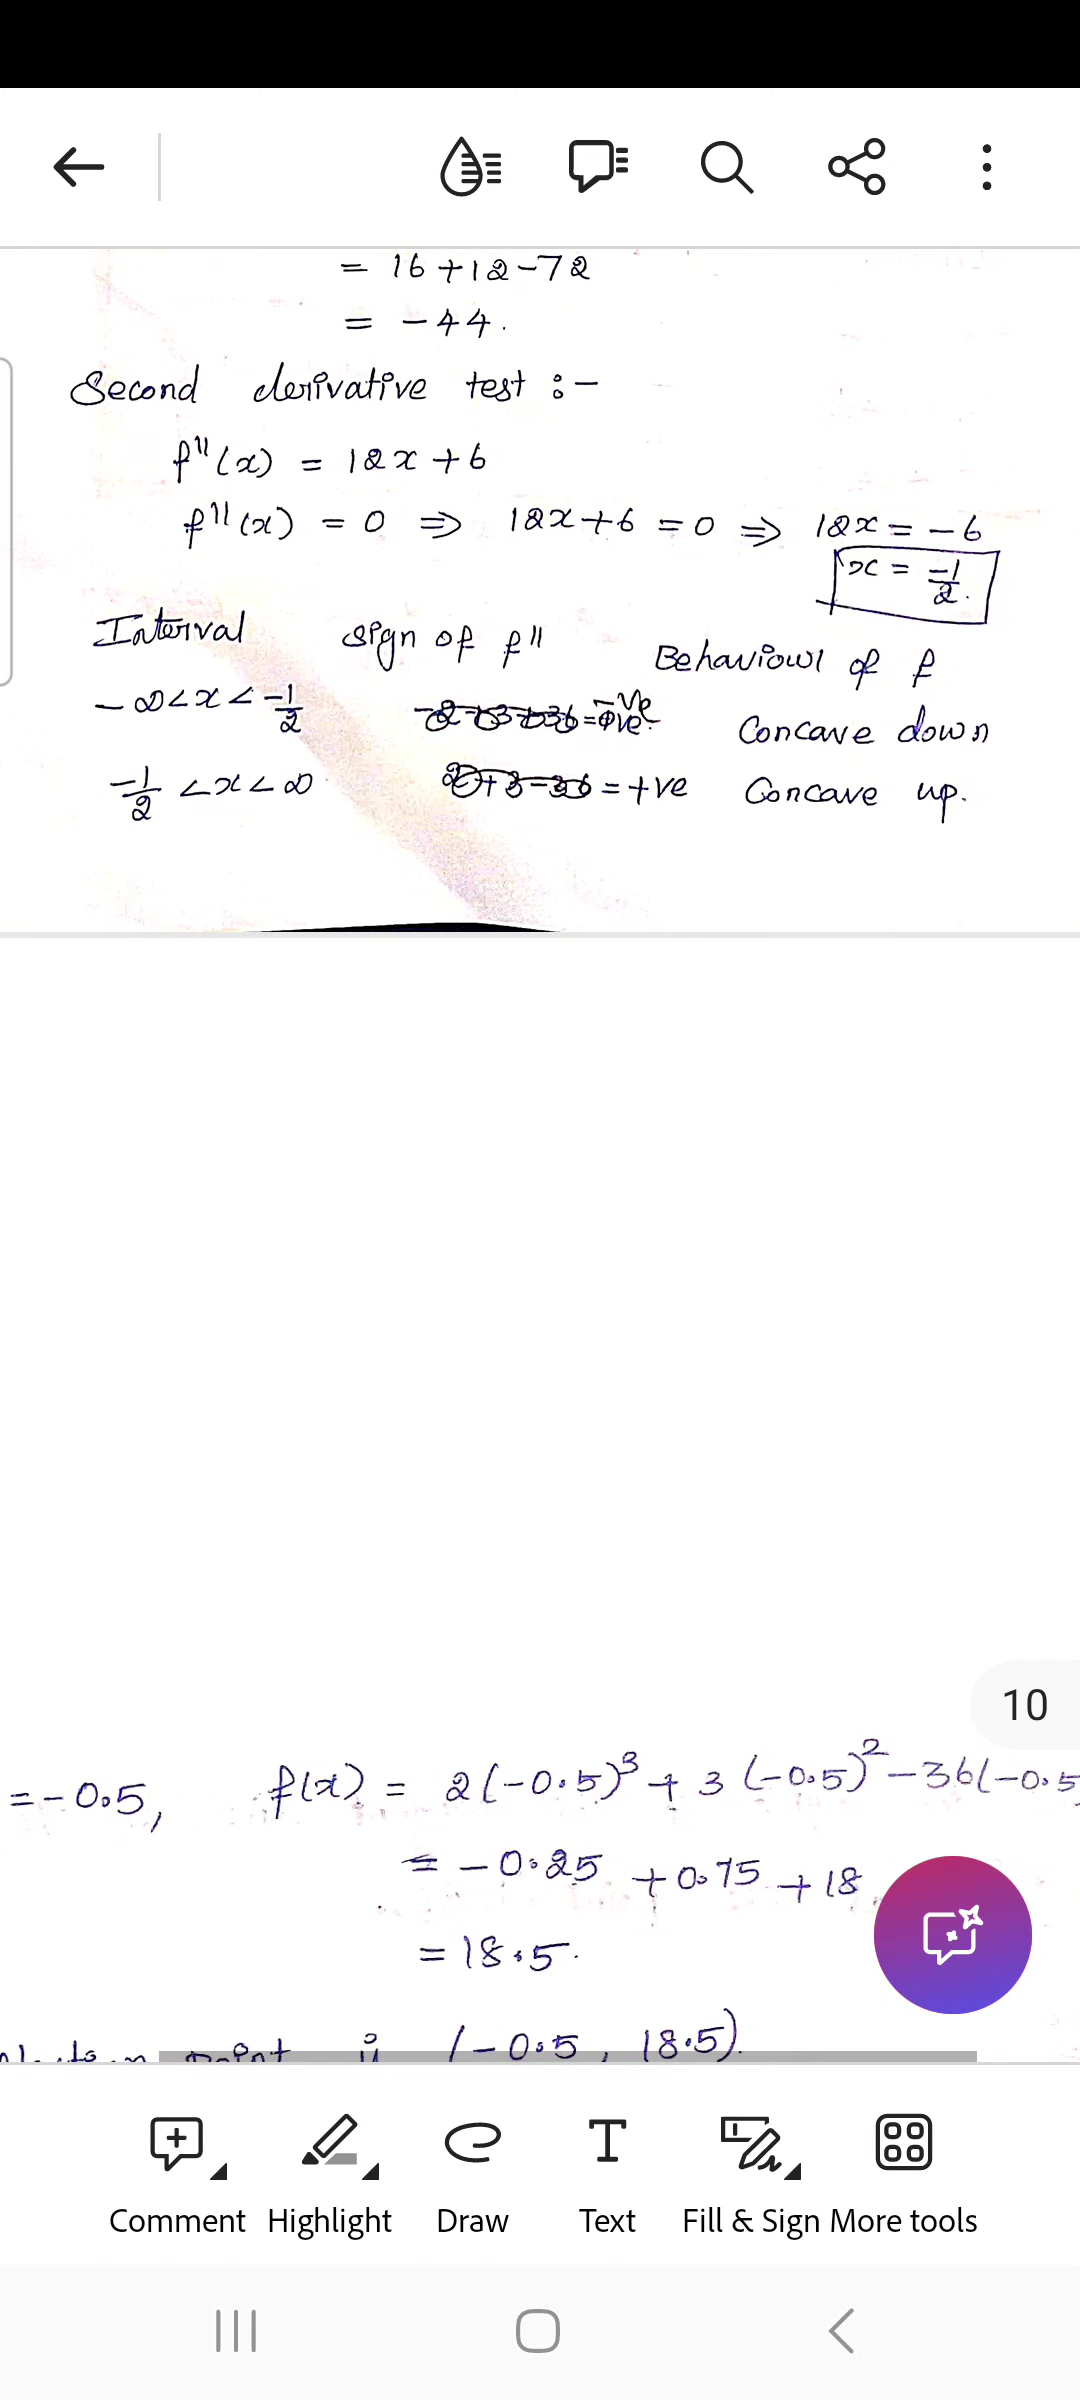 = 16 + 12 - 72
= -44.
Second derivative test :-
f"(x) = 12x + 6
f"(x) = 0 ⇒ 12x + 6 = 0 ⇒ 12x = -6
x = -1/2.
Interval sign of f" Behaviour of f
-∞ < x < -1/2 = -ve Concave down
-1/2 < x < ∞ = +ve Concave up.
10
= -0.5, f(x) = 2(-0.5)³ + 3(-0.5)² - 36(-0.5
= -0.25 + 0.75 + 18
= 18.5.
point (-0.5, 18.5).
Comment Highlight Draw Text Fill & Sign More tools